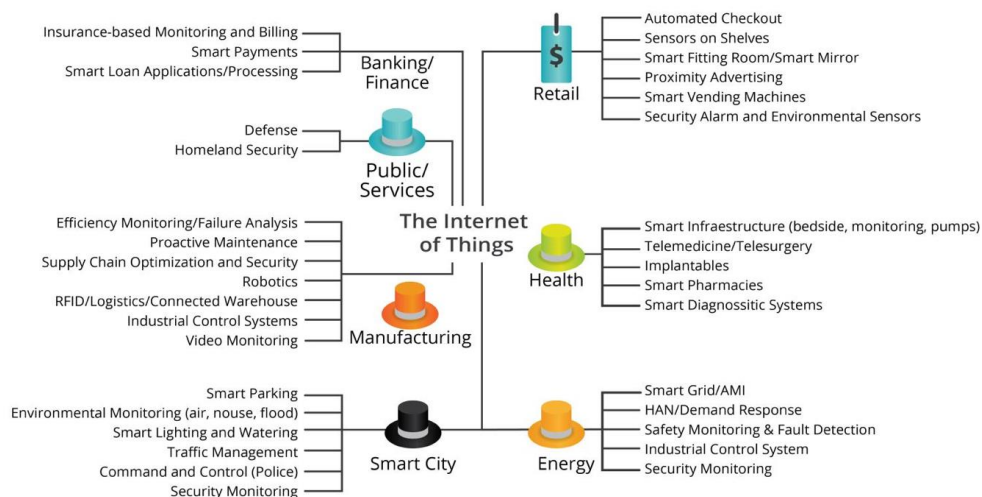 Insurance-based Monitoring and Billing
Smart Payments
Smart Loan Applications/Processing
Banking/
Finance
Defense
Homeland Security
Public/
Services
Efficiency Monitoring/Failure Analysis
Proactive Maintenance
Supply Chain Optimization and Security
Robotics
RFID/Logistics/Connected Warehouse
Industrial Control Systems
Video Monitoring
Manufacturing
Smart Parking
Environmental Monitoring (air, nouse, flood)
Smart Lighting and Watering
Traffic Management
Command and Control (Police)
Security Monitoring
Smart City
The Internet
of Things
$
Retail
Automated Checkout
Sensors on Shelves
Smart Fitting Room/Smart Mirror
Proximity Advertising
Smart Vending Machines
Security Alarm and Environmental Sensors
Health
Smart Infraestructure (bedside, monitoring, pumps)
Telemedicine/Telesurgery
Implantables
Smart Pharmacies
Smart Diagnossitic Systems
Energy
Smart Grid/AMI
HAN/Demand Response
Safety Monitoring & Fault Detection
Industrial Control System
Security Monitoring